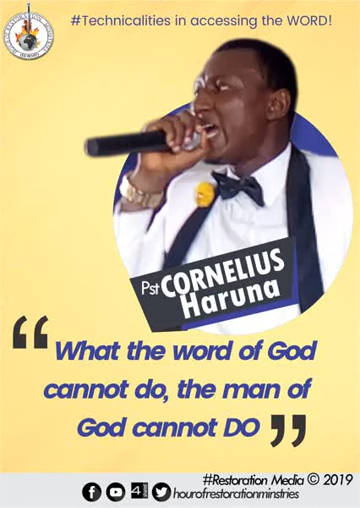 #Technicalities in accessing the WORD!
Pst CORNELIUS
Haruna
“ What the word of God
cannot do, the man of
God cannot DO ”
#Restoration Media © 2019
hourofrestorationministries